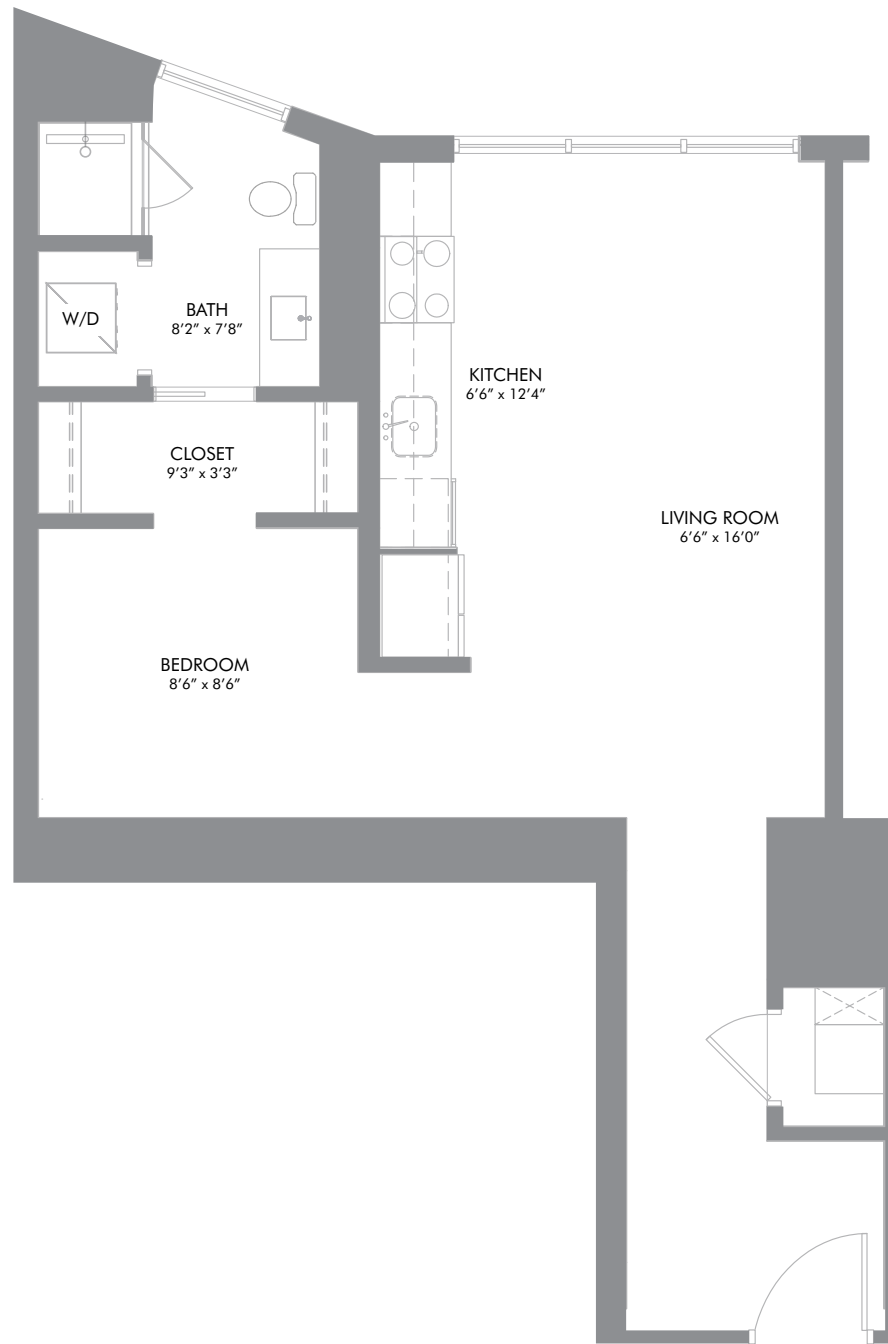 W/D
BATH
8’2” x 7’8”
KITCHEN
6’6” x 12’4”
CLOSET
9’3” x 3’3”
LIVING ROOM
6’6” x 16’0”
BEDROOM
8’6” x 8’6”